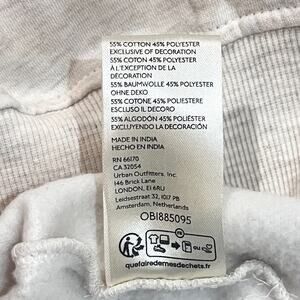 55% COTTON 45% POLYESTER
EXCLUSIVE OF DECORATION
55% COTON 45% POLYESTER
A L'EXCEPTION DE LA
DÉCORATION
55% BAUMWOLLE 45% POLYESTER
OHNE DEKO
55% COTONE 45% POLIESTERE
ESCLUSO IL DECORO
55% ALGODÓN 45% POLIÉSTER
EXCLUYENDO LA DECORACIÓN
MADE IN INDIA
HECHO EN INDIA
RN 66170
CA 32054
Urban Outfitters, Inc.
146 Brick Lane
LONDON, E1 6RU
Leidsestraat 32, 1017 PB
Amsterdam, Netherlands
OBI885095
FR
ou
quefairedemesdechets.fr